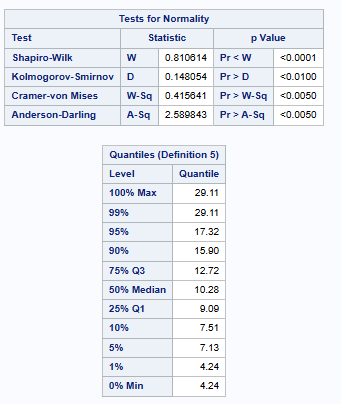 Tests for Normality
Test Statistic p Value
Shapiro-Wilk W 0.810614 Pr < W <0.0001
Kolmogorov-Smirnov D 0.148054 Pr > D <0.0100
Cramer-von Mises W-Sq 0.415641 Pr > W-Sq <0.0050
Anderson-Darling A-Sq 2.589843 Pr > A-Sq <0.0050
Quantiles (Definition 5)
Level Quantile
100% Max 29.11
99% 29.11
95% 17.32
90% 15.90
75% Q3 12.72
50% Median 10.28
25% Q1 9.09
10% 7.51
5% 7.13
1% 4.24
0% Min 4.24